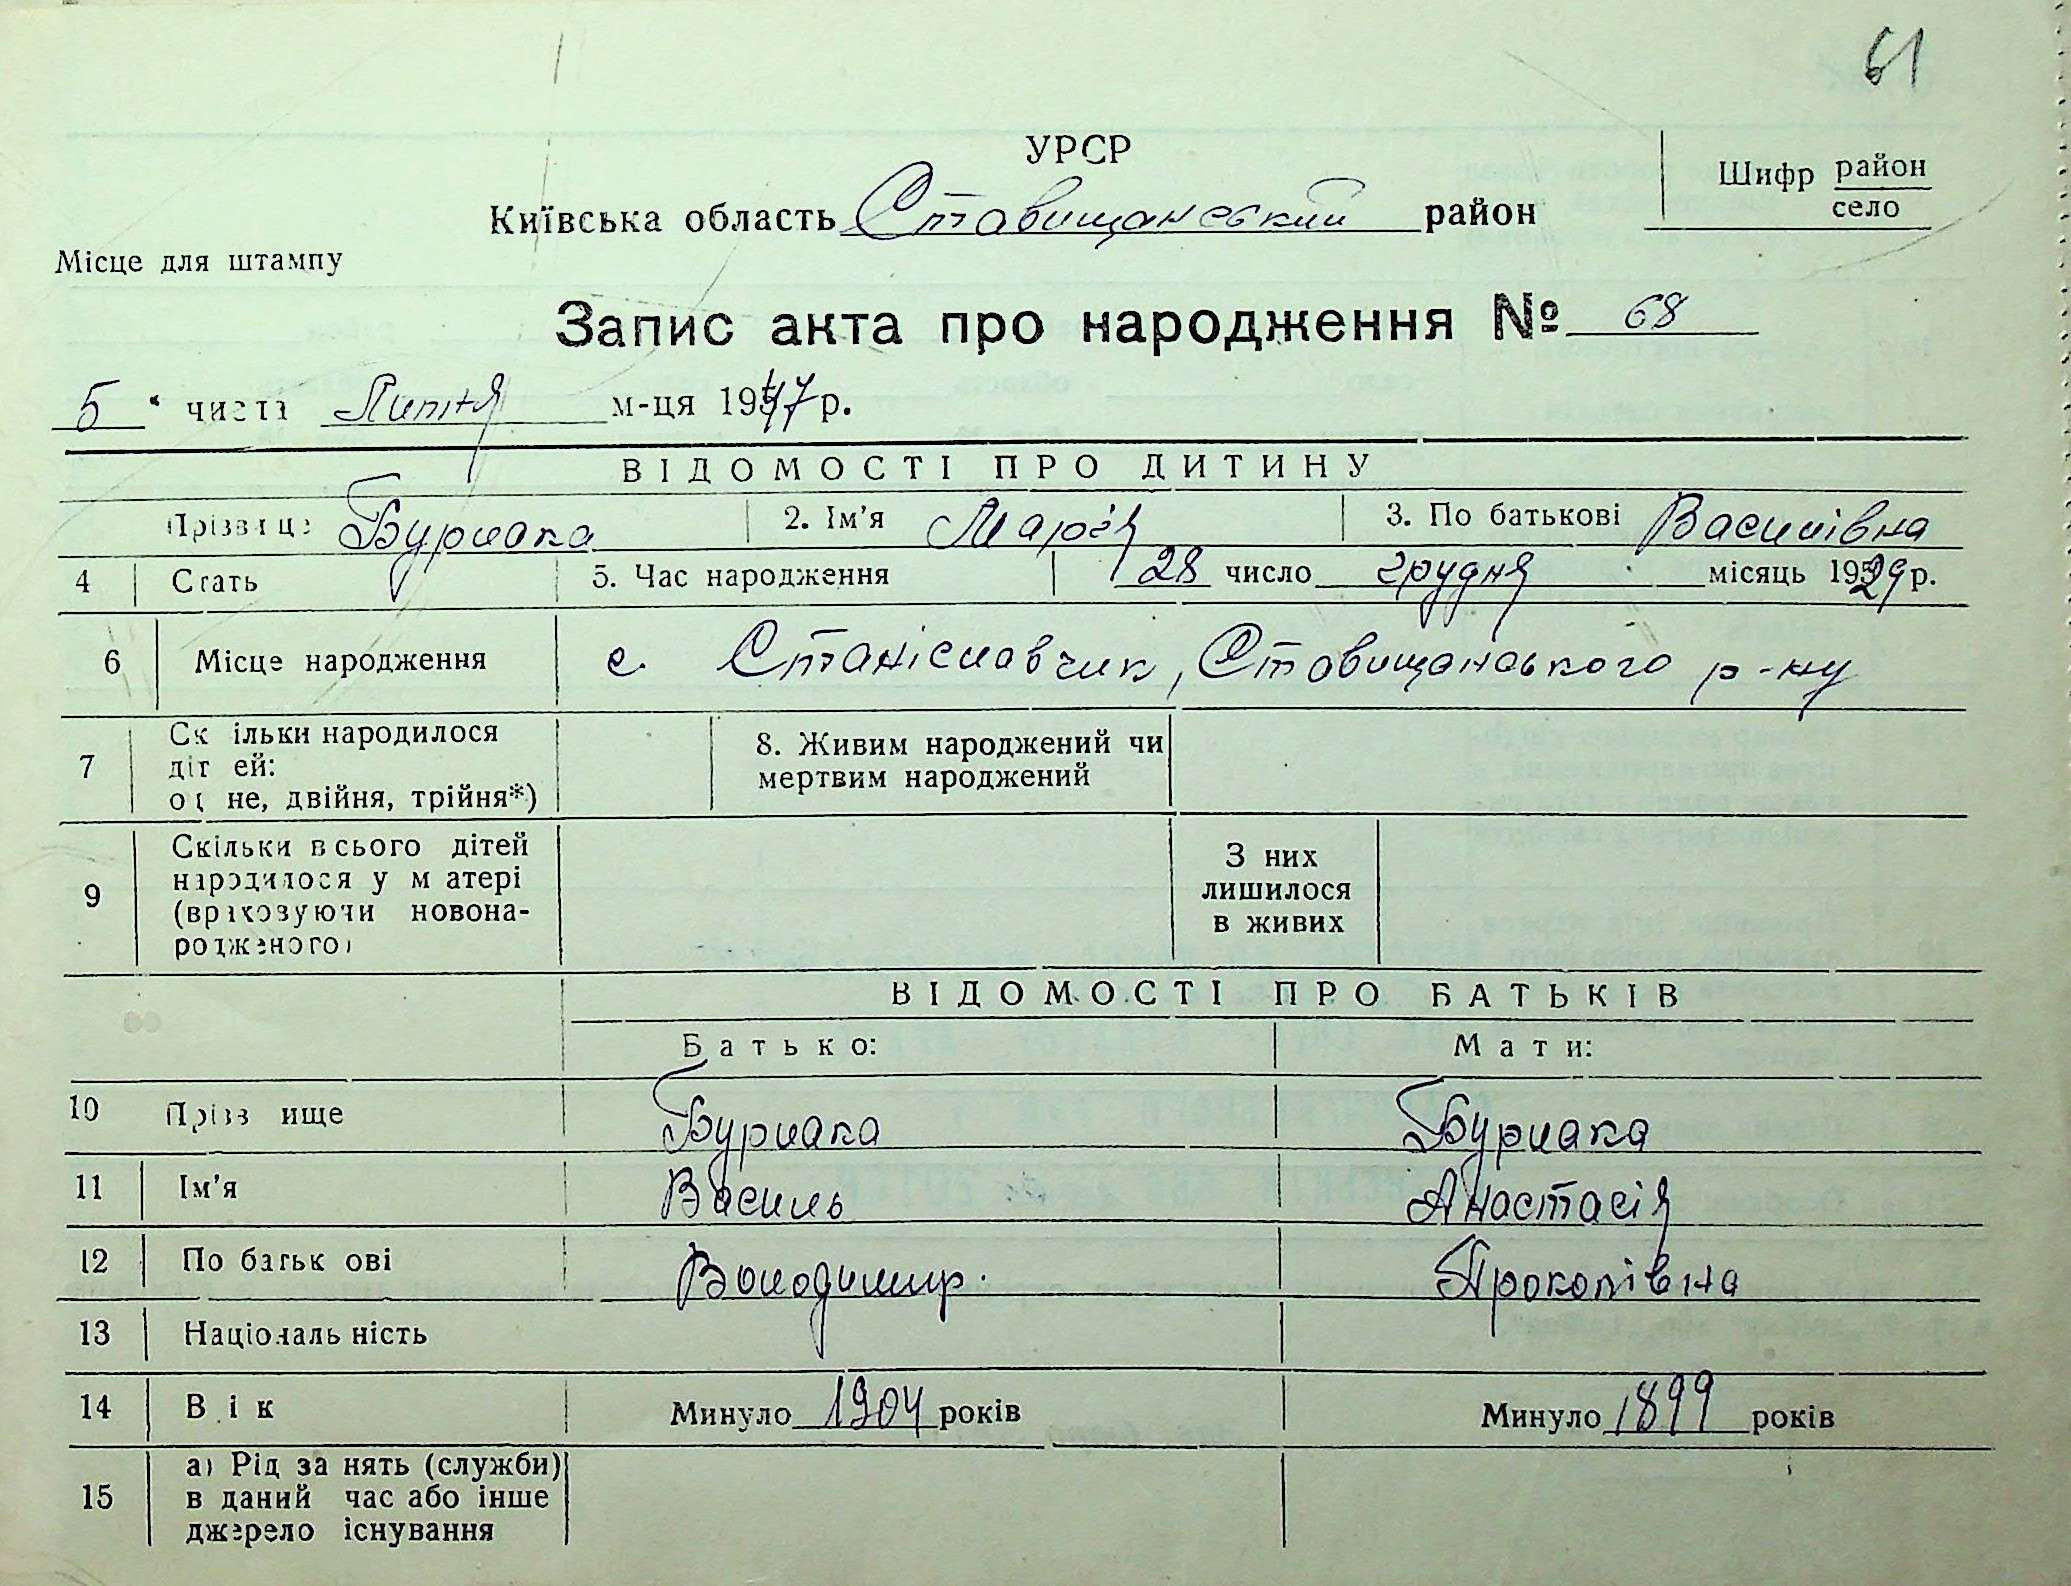 61
УРСР
Київська область Ставищанський район
Шифр район
село
Місце для штампу
Запис акта про народження № 68
5 " числа Липня м-ця 1947 р.
ВІДОМОСТІ ПРО ДИТИНУ
Прізвище Бурлака 2. Ім'я Марія 3. По батькові Василівна
4 Стать 5. Час народження 28 число грудня місяць 1929 р.
6 Місце народження с. Станіславчик, Ставищанського р-ну
7 Скільки народилося дітей: одне, двійня, трійня*) 8. Живим народжений чи мертвим народжений
9 Скільки всього дітей народилося у матері (враховуючи новонародженого) З них лишилося в живих
ВІДОМОСТІ ПРО БАТЬКІВ
Батько: Мати:
10 Прізвище Бурлака Бурлака
11 Ім'я Василь Анастасія
12 По батькові Володимир. Прокопівна
13 Національність
14 Вік Минуло 1904 років Минуло 1899 років
15 а) Рід занять (служби) в даний час або інше джерело існування